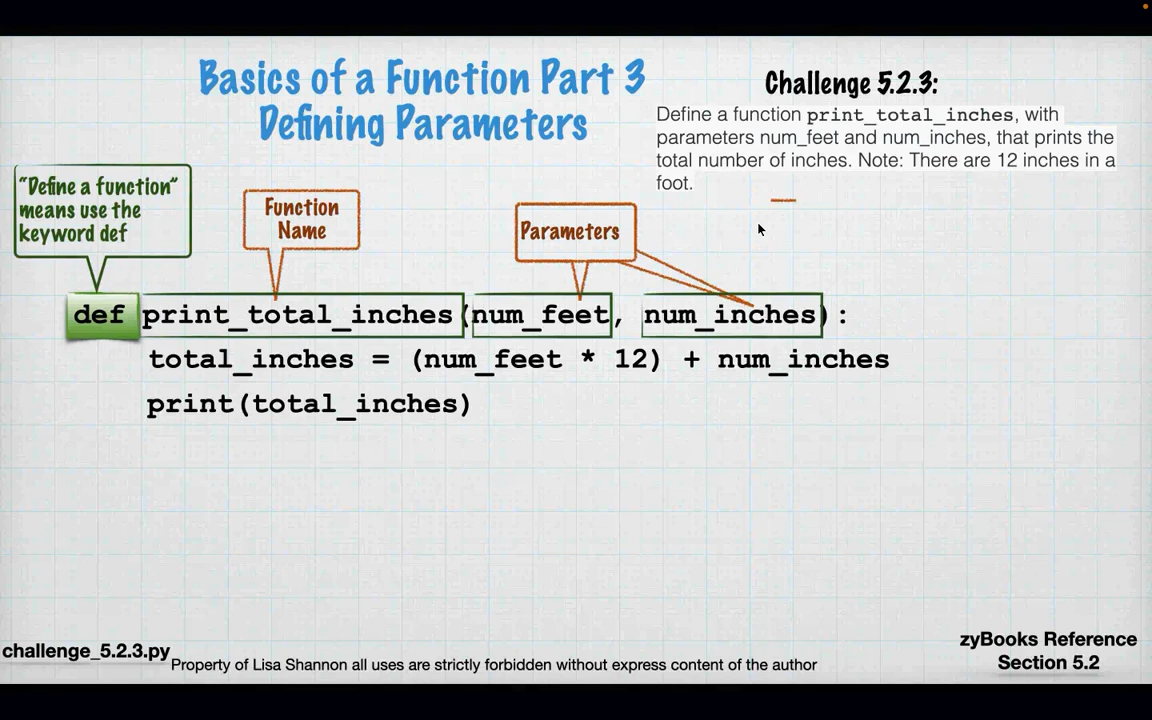 Basics of a Function Part 3
Defining Parameters
Challenge 5.2.3:
Define a function print_total_inches, with
parameters num_feet and num_inches, that prints the
total number of inches. Note: There are 12 inches in a
foot.
“Define a function”
means use the
keyword def
Function
Name
Parameters
def print_total_inches(num_feet, num_inches):
total_inches = (num_feet * 12) + num_inches
print(total_inches)
challenge_5.2.3.py
Property of Lisa Shannon all uses are strictly forbidden without express content of the author
zyBooks Reference
Section 5.2